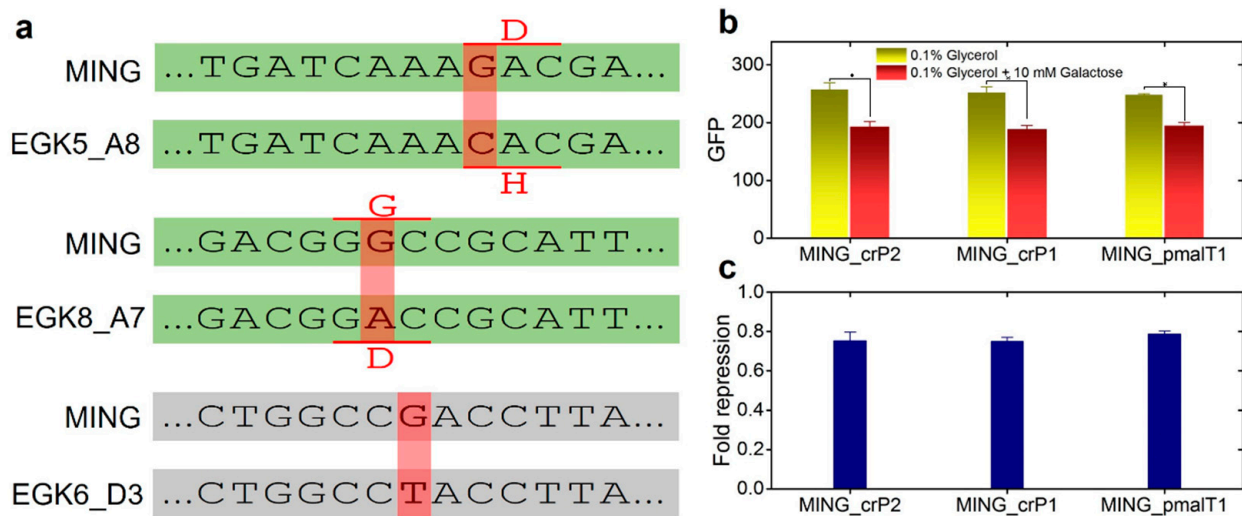 a
D
MING ...TGATCAAAGACGA...
EGK5_A8 ...TGATCAAACACGA...
H
G
MING ...GACGGGCCGCATT...
EGK8_A7 ...GACGGACCGCATT...
D
MING ...CTGGCCGACCTTA...
EGK6_D3 ...CTGGCCTACCTTA...
b
0.1% Glycerol
0.1% Glycerol + 10 mM Galactose
300
200
100
0
GFP
* * *
MING_crP2 MING_crP1 MING_pmalT1
c
1.0
0.8
0.6
0.4
0.2
0.0
Fold repression
MING_crP2 MING_crP1 MING_pmalT1